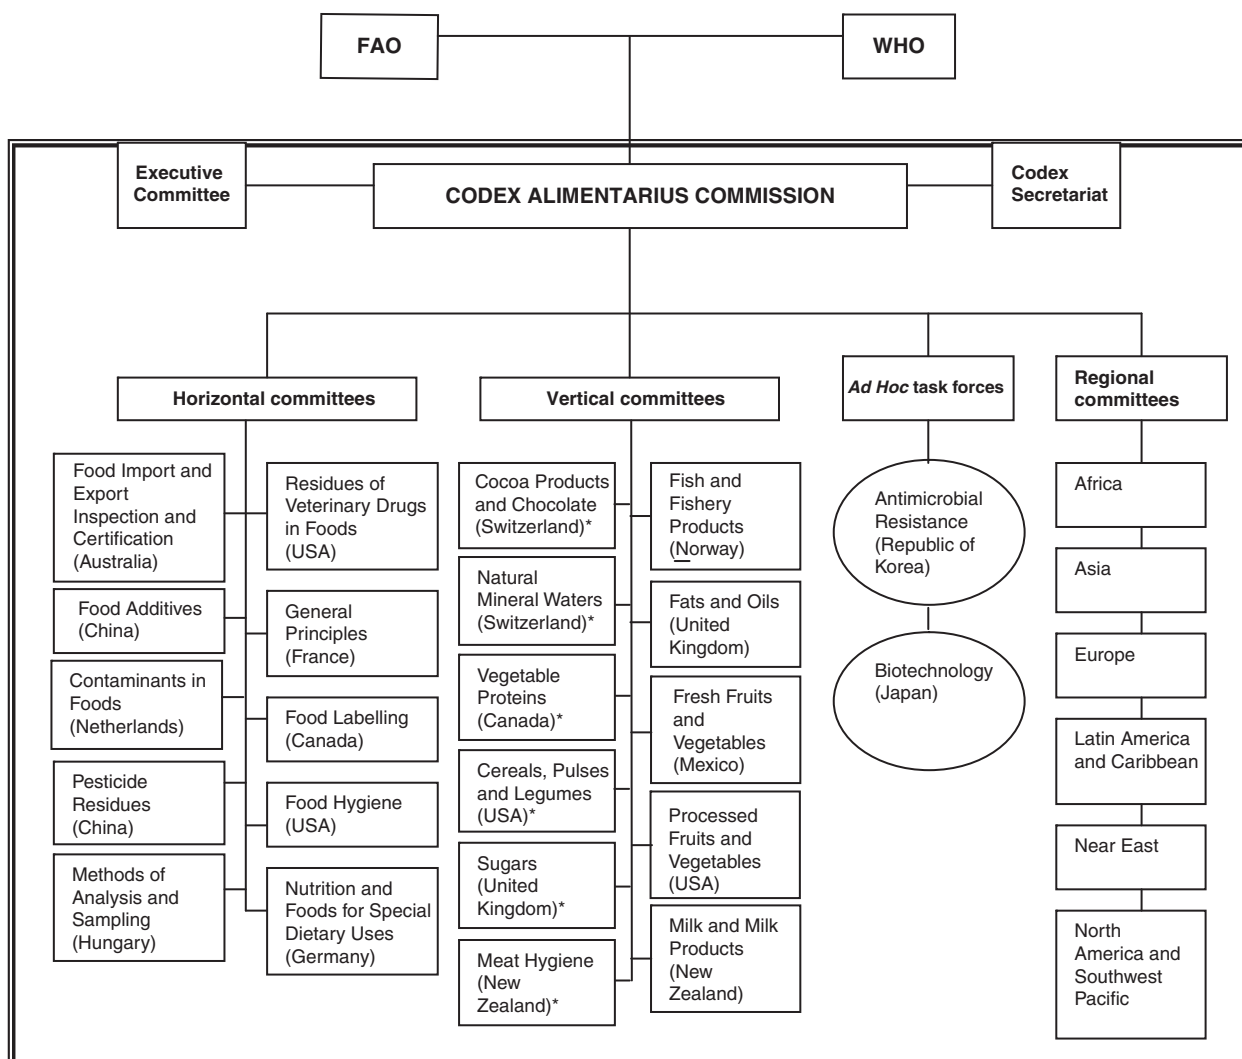 FAO
WHO
Executive
Committee
CODEX ALIMENTARIUS COMMISSION
Codex
Secretariat
Horizontal committees
Vertical committees
Ad Hoc task forces
Regional
committees
Food Import and
Export
Inspection and
Certification
(Australia)
Food Additives
(China)
Contaminants in
Foods
(Netherlands)
Pesticide
Residues
(China)
Methods of
Analysis and
Sampling
(Hungary)
Residues of
Veterinary Drugs
in Foods
(USA)
General
Principles
(France)
Food Labelling
(Canada)
Food Hygiene
(USA)
Nutrition and
Foods for Special
Dietary Uses
(Germany)
Cocoa Products
and Chocolate
(Switzerland)*
Natural
Mineral Waters
(Switzerland)*
Vegetable
Proteins
(Canada)*
Cereals, Pulses
and Legumes
(USA)*
Sugars
(United
Kingdom)*
Meat Hygiene
(New
Zealand)*
Fish and
Fishery
Products
(Norway)
Fats and Oils
(United
Kingdom)
Fresh Fruits
and
Vegetables
(Mexico)
Processed
Fruits and
Vegetables
(USA)
Milk and Milk
Products
(New
Zealand)
Antimicrobial
Resistance
(Republic of
Korea)
Biotechnology
(Japan)
Africa
Asia
Europe
Latin America
and Caribbean
Near East
North
America and
Southwest
Pacific